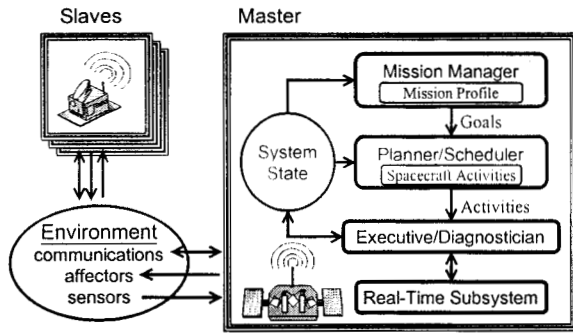 Slaves
Master
Mission Manager
Mission Profile
Goals
System
State
Planner/Scheduler
Spacecraft Activities
Activities
Executive/Diagnostician
Real-Time Subsystem
Environment
communications
affectors
sensors